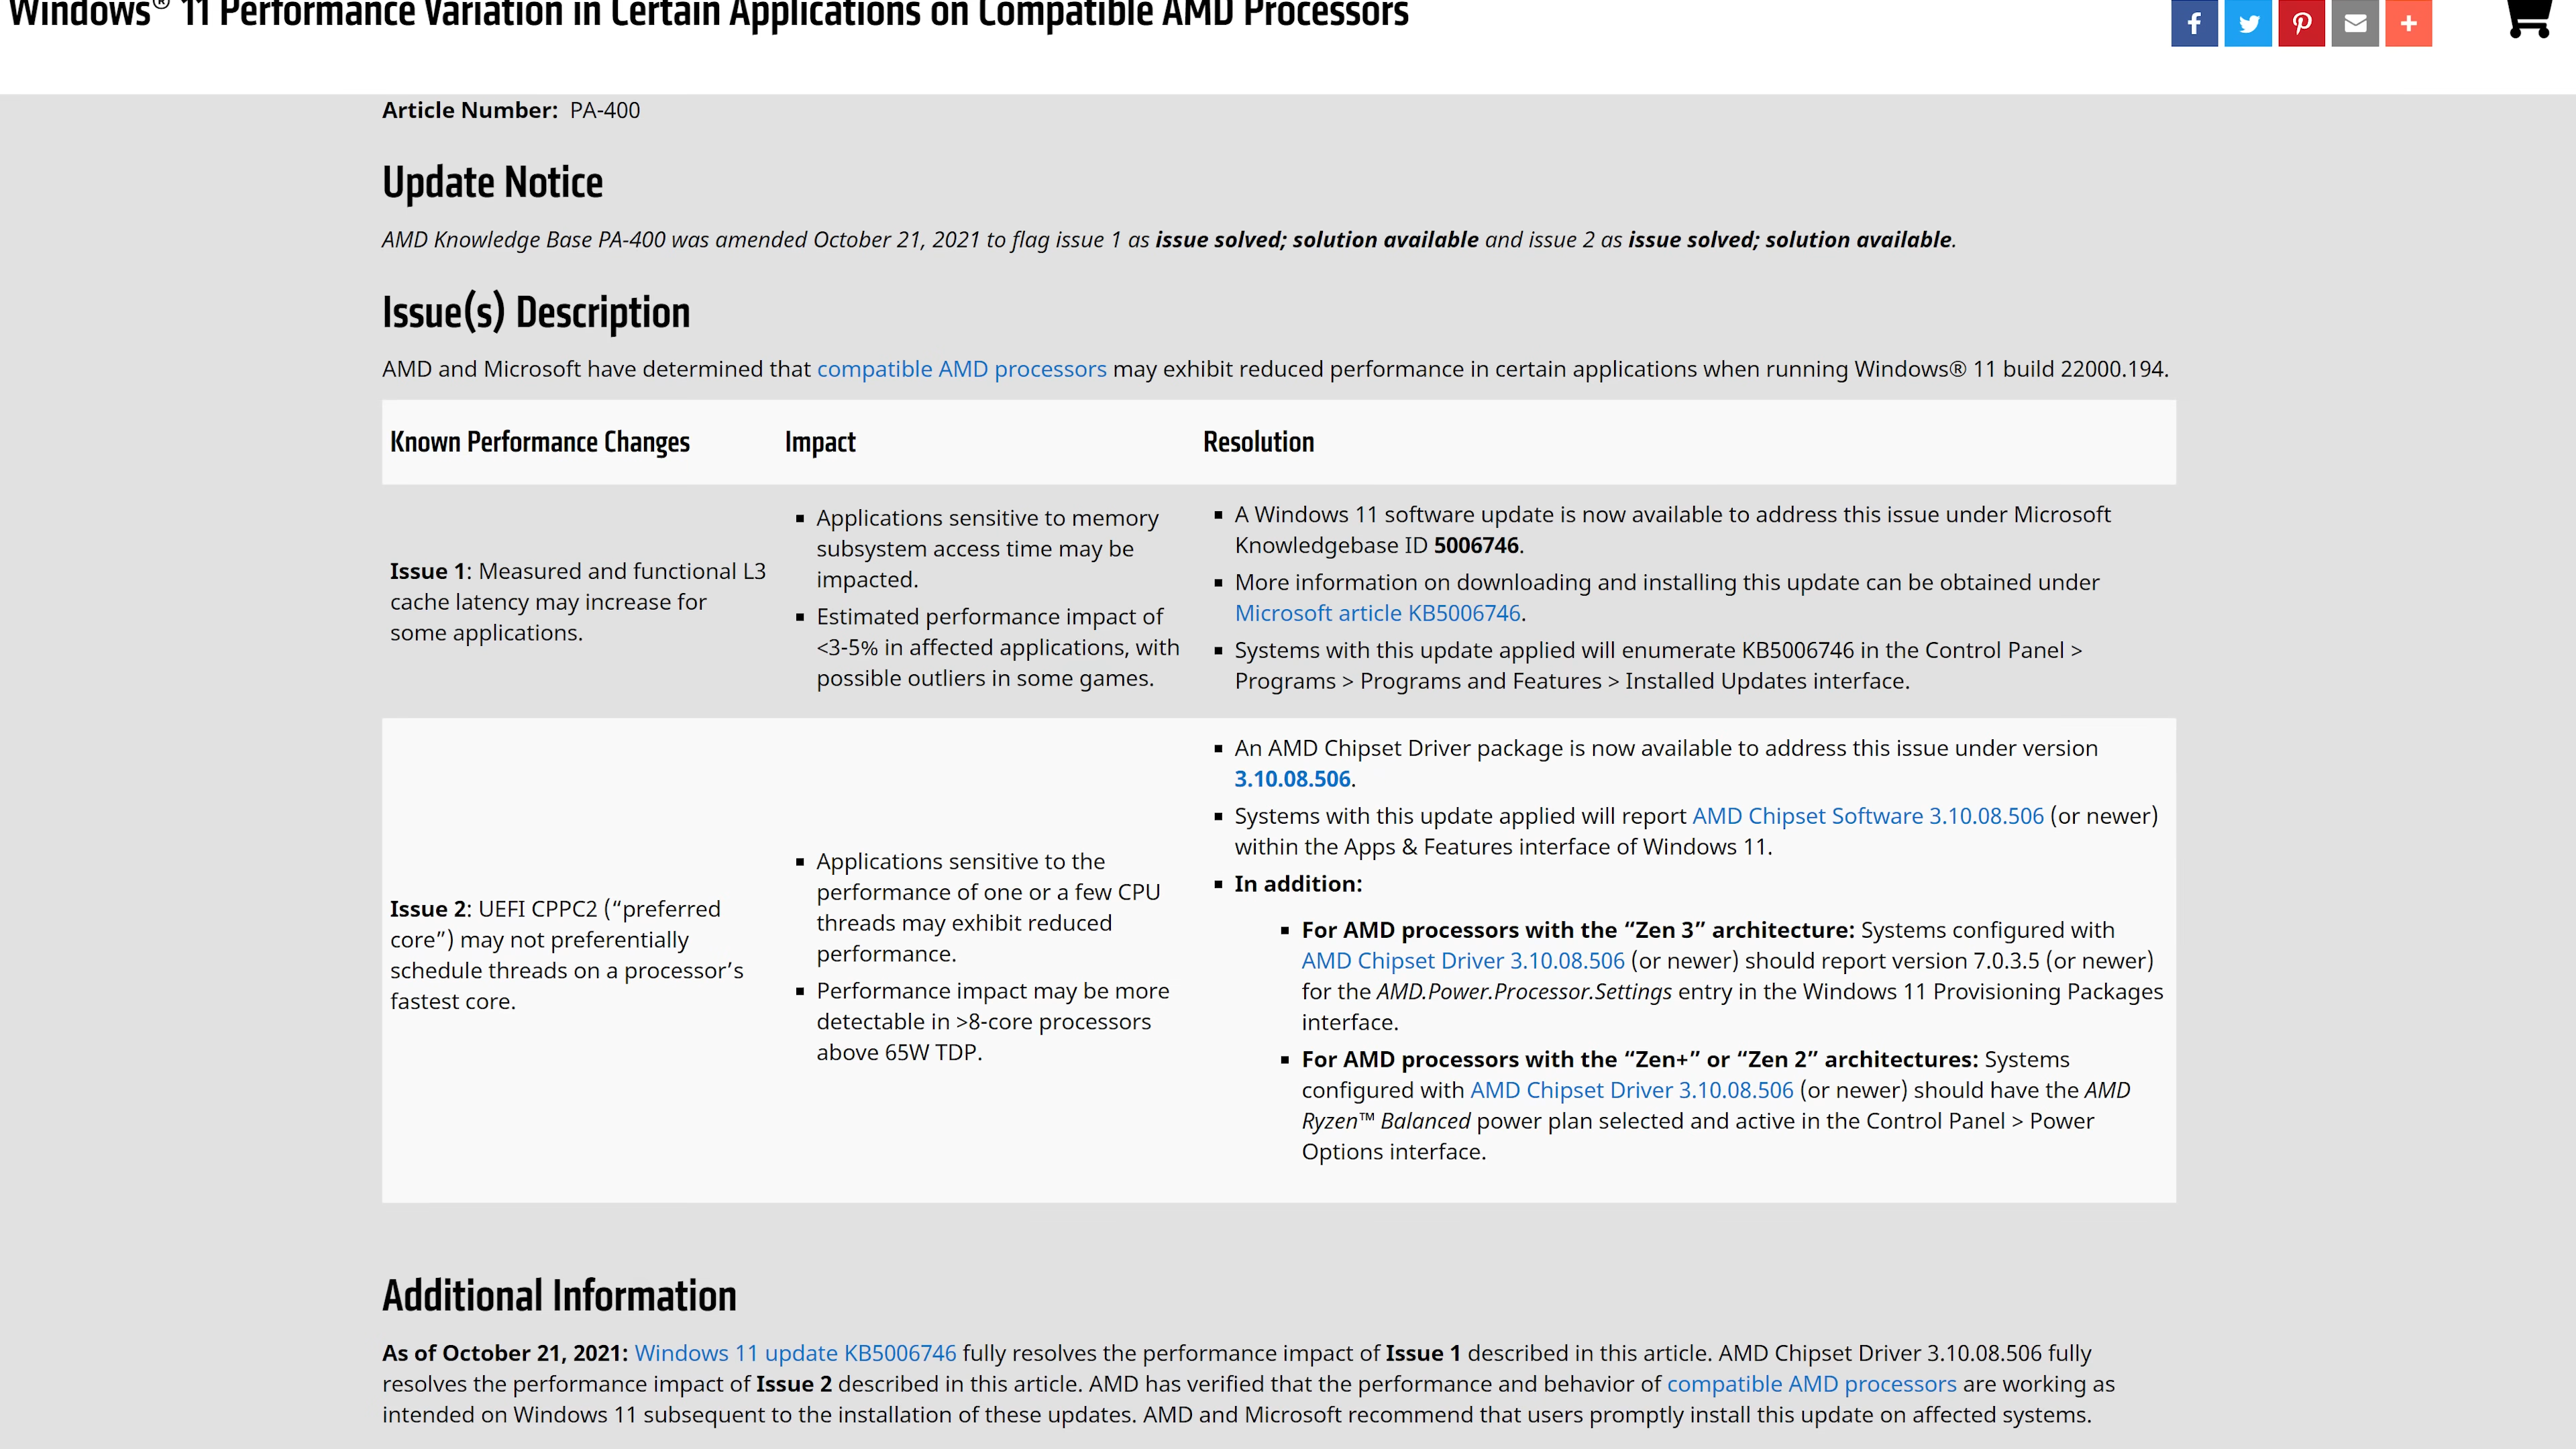 Windows® 11 Performance Variation in Certain Applications on Compatible AMD Processors
Article Number: PA-400
Update Notice
AMD Knowledge Base PA-400 was amended October 21, 2021 to flag issue 1 as issue solved; solution available and issue 2 as issue solved; solution available.
Issue(s) Description
AMD and Microsoft have determined that compatible AMD processors may exhibit reduced performance in certain applications when running Windows® 11 build 22000.194.
Known Performance Changes
Impact
Resolution
Issue 1: Measured and functional L3
cache latency may increase for
some applications.
Applications sensitive to memory
subsystem access time may be
impacted.
Estimated performance impact of
<3-5% in affected applications, with
possible outliers in some games.
A Windows 11 software update is now available to address this issue under Microsoft
Knowledgebase ID 5006746.
More information on downloading and installing this update can be obtained under
Microsoft article KB5006746.
Systems with this update applied will enumerate KB5006746 in the Control Panel >
Programs > Programs and Features > Installed Updates interface.
Issue 2: UEFI CPPC2 (“preferred
core”) may not preferentially
schedule threads on a processor’s
fastest core.
Applications sensitive to the
performance of one or a few CPU
threads may exhibit reduced
performance.
Performance impact may be more
detectable in >8-core processors
above 65W TDP.
An AMD Chipset Driver package is now available to address this issue under version
3.10.08.506.
Systems with this update applied will report AMD Chipset Software 3.10.08.506 (or newer)
within the Apps & Features interface of Windows 11.
In addition:
For AMD processors with the “Zen 3” architecture: Systems configured with
AMD Chipset Driver 3.10.08.506 (or newer) should report version 7.0.3.5 (or newer)
for the AMD.Power.Processor.Settings entry in the Windows 11 Provisioning Packages
interface.
For AMD processors with the “Zen+” or “Zen 2” architectures: Systems
configured with AMD Chipset Driver 3.10.08.506 (or newer) should have the AMD
Ryzen™ Balanced power plan selected and active in the Control Panel > Power
Options interface.
Additional Information
As of October 21, 2021: Windows 11 update KB5006746 fully resolves the performance impact of Issue 1 described in this article. AMD Chipset Driver 3.10.08.506 fully
resolves the performance impact of Issue 2 described in this article. AMD has verified that the performance and behavior of compatible AMD processors are working as
intended on Windows 11 subsequent to the installation of these updates. AMD and Microsoft recommend that users promptly install this update on affected systems.